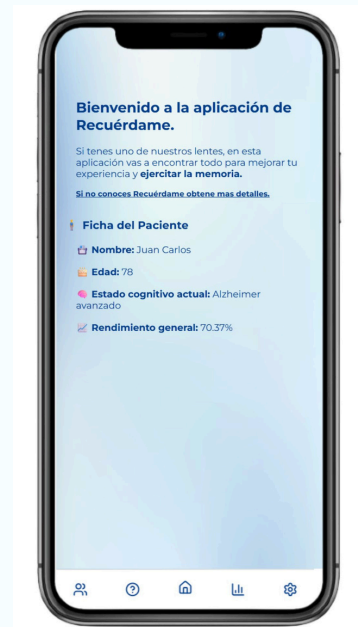 Bienvenido a la aplicación de
Recuérdame.
Si tenes uno de nuestros lentes, en esta
aplicación vas a encontrar todo para mejorar tu
experiencia y ejercitar la memoria.
Si no conoces Recuérdame obtene mas detalles.
Ficha del Paciente
Nombre: Juan Carlos
Edad: 78
Estado cognitivo actual: Alzheimer
avanzado
Rendimiento general: 70.37%